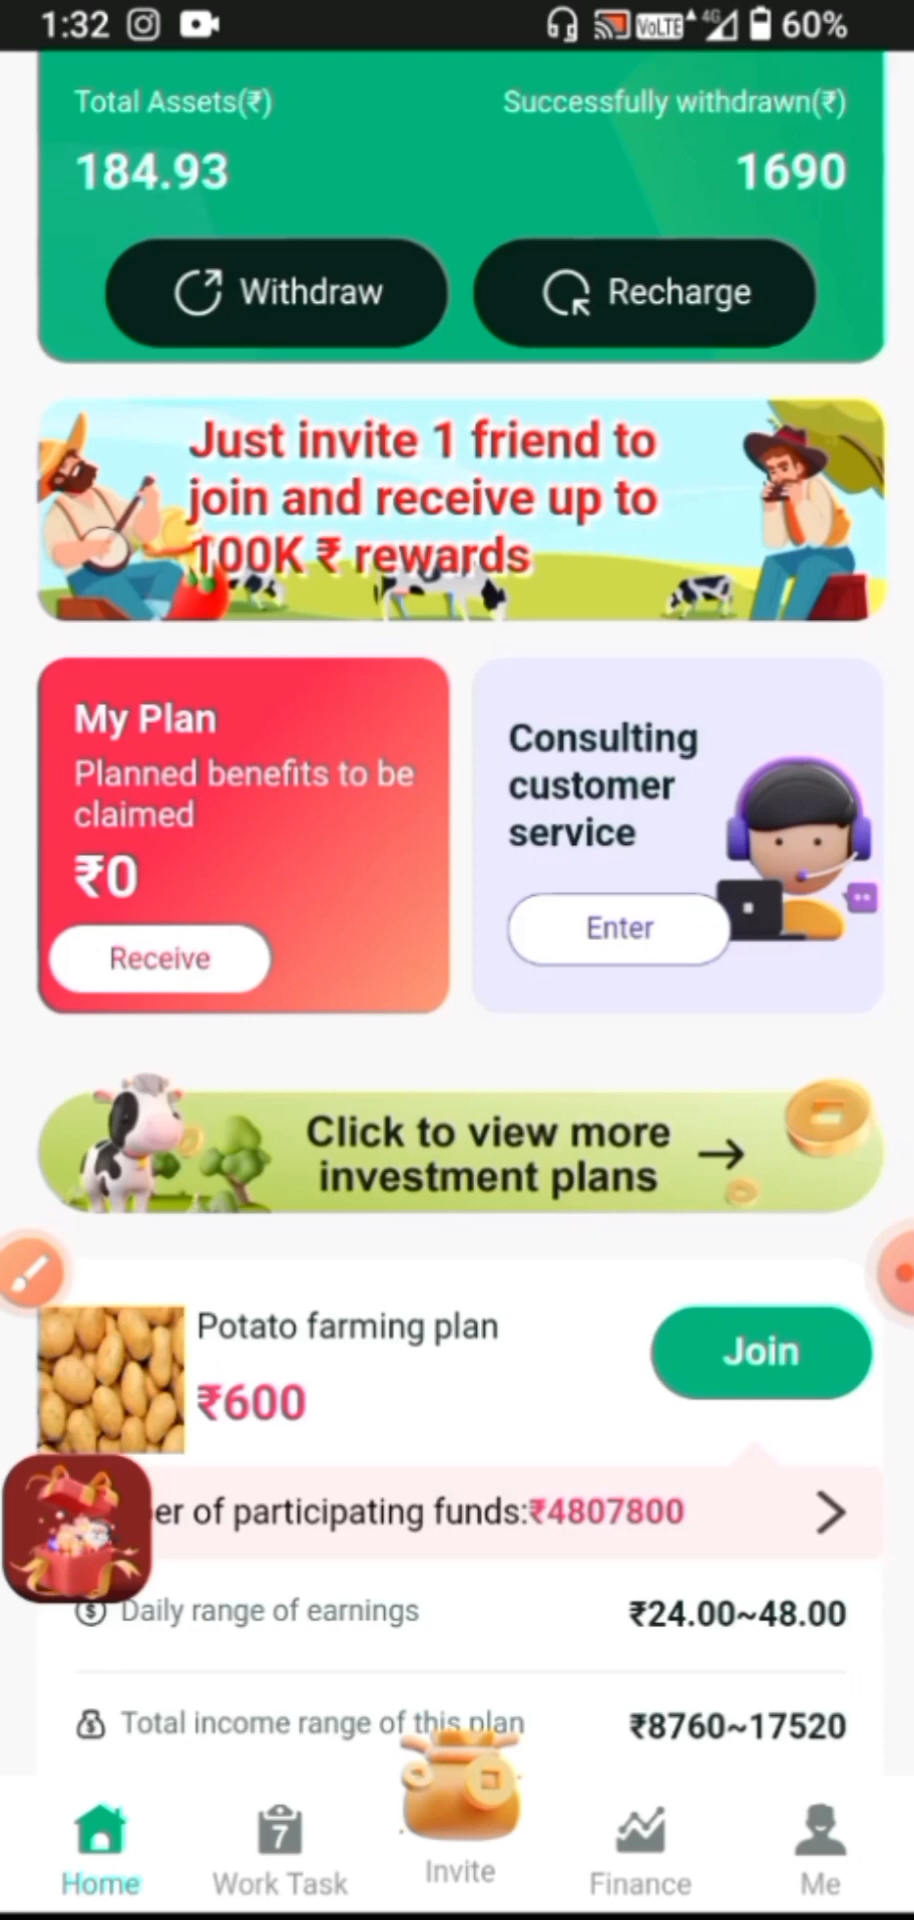 1:32 VoLTE 4G 60%
Total Assets(₹) Successfully withdrawn(₹)
184.93 1690
Withdraw Recharge
Just invite 1 friend to
join and receive up to
100K ₹ rewards
My Plan
Planned benefits to be
claimed
₹0
Receive
Consulting
customer
service
Enter
Click to view more
investment plans →
Potato farming plan
₹600
Join
of participating funds:₹4807800
Daily range of earnings ₹24.00~48.00
Total income range of this plan ₹8760~17520
7
Home Work Task Invite Finance Me